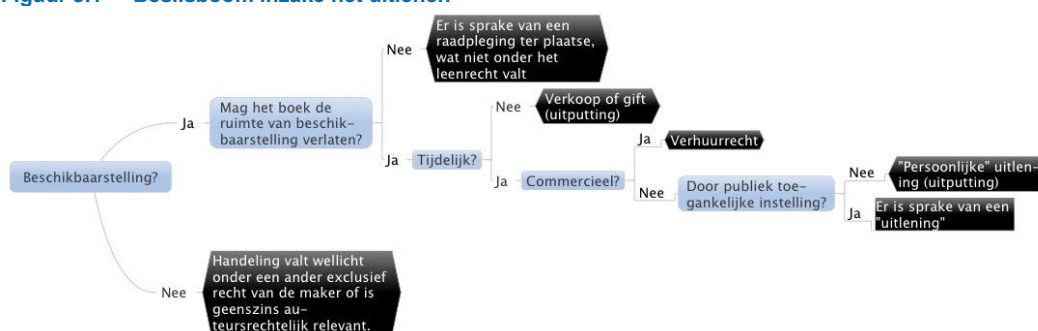 Figuur 3.1 Beslisboom inzake het uitlenen
Er is sprake van een
raadpleging ter plaatse,
wat niet onder het
leenrecht valt
Nee
Mag het boek de
ruimte van beschik-
baarstelling verlaten?
Ja
Nee
Verkoop of gift
(uitputting)
Ja
Tijdelijk?
Ja
Verhuurrecht
Ja
Commercieel?
Nee
Door publiek toe-
gankelijke instelling?
Nee
"Persoonlijke" uitlen-
ing (uitputting)
Ja
Er is sprake van een
"uitlening"
Beschikbaarstelling?
Nee
Handeling valt wellicht
onder een ander exclusief
recht van de maker of is
geenszins au-
teursrechtelijk relevant.